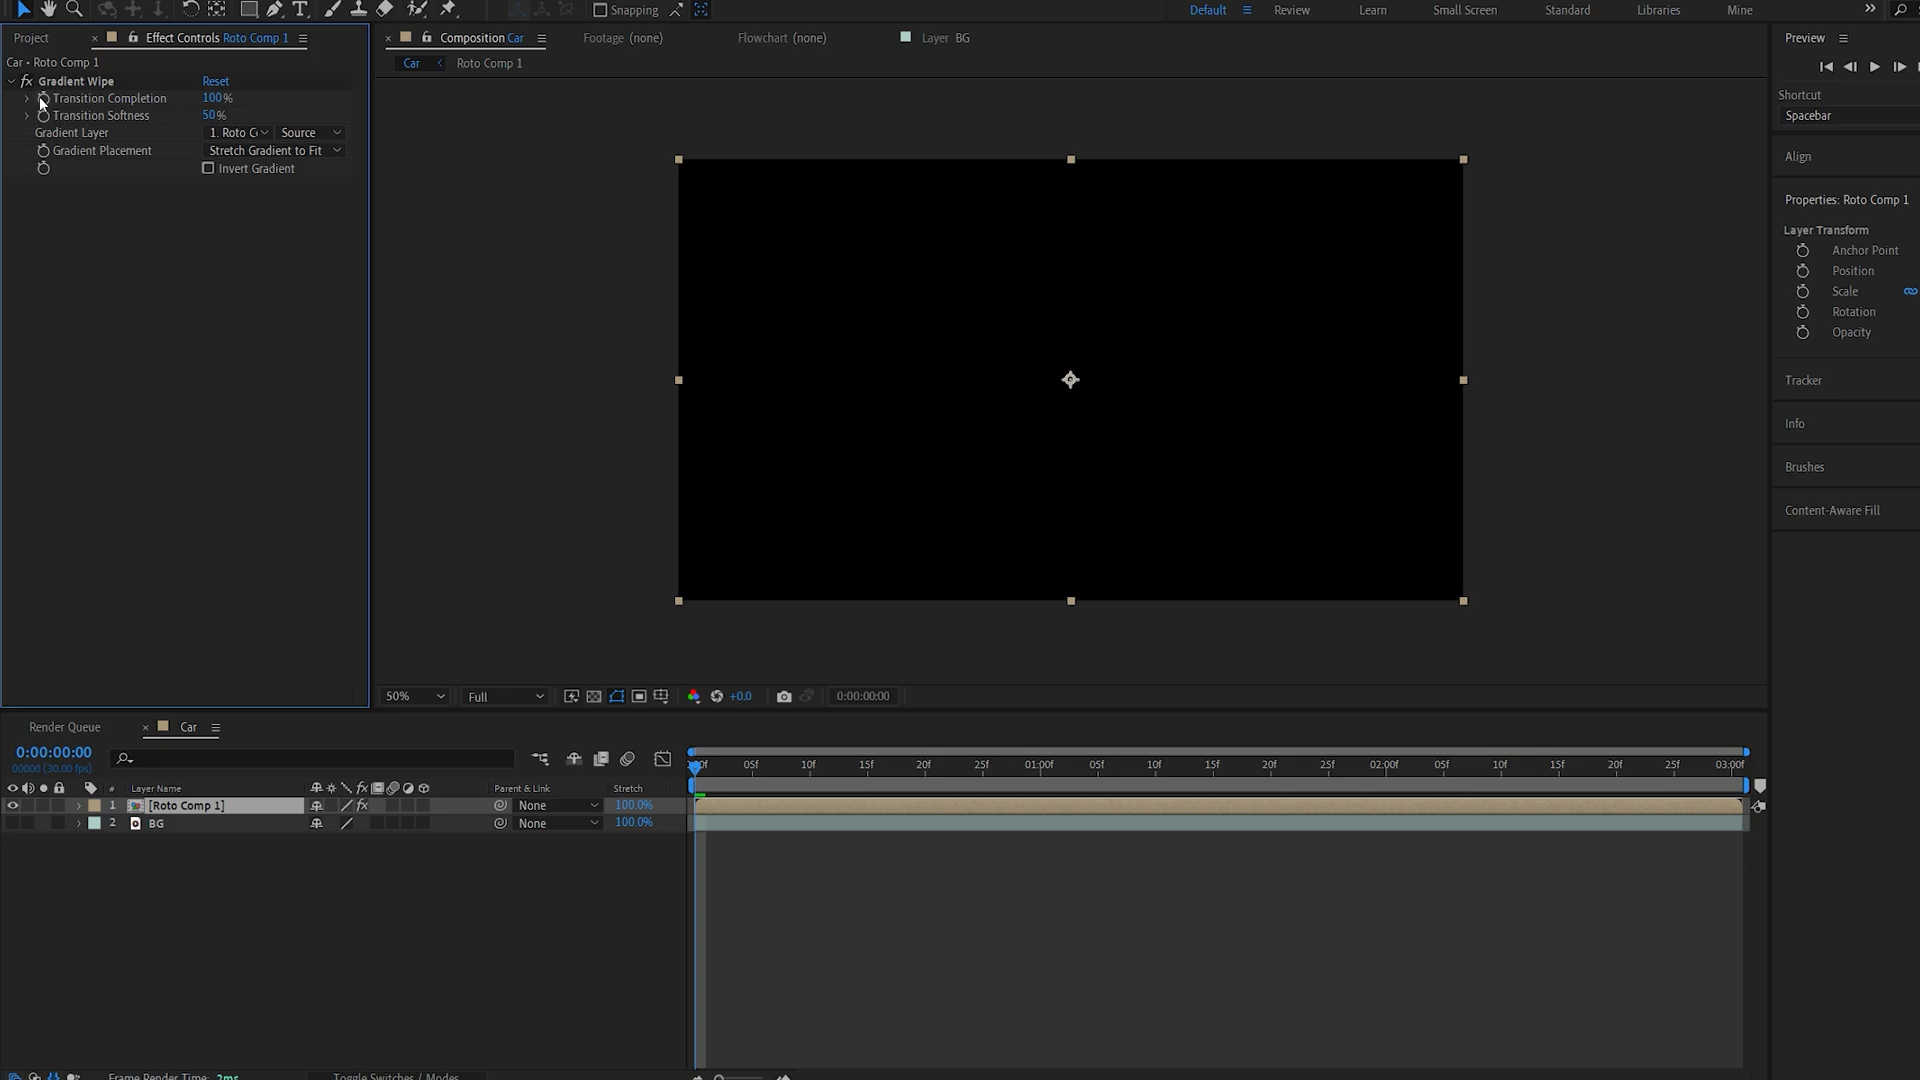 Snapping
Default
Review
Learn
Small Screen
Standard
Libraries
Mine
Project
Effect Controls Roto Comp 1
Composition Car
Footage (none)
Flowchart (none)
Layer BG
Preview
Car • Roto Comp 1
Car
Roto Comp 1
fx Gradient Wipe
Reset
Transition Completion
100%
Transition Softness
50%
Gradient Layer
1. Roto C
Source
Gradient Placement
Stretch Gradient to Fit
Invert Gradient
Shortcut
Spacebar
Align
Properties: Roto Comp 1
Layer Transform
Anchor Point
Position
Scale
Rotation
Opacity
Tracker
Info
Brushes
Content-Aware Fill
50%
Full
+0.0
0:00:00:00
Render Queue
Car
0:00:00:00
00000 (30.00 fps)
05f
10f
15f
20f
25f
01:00f
05f
10f
15f
20f
25f
02:00f
05f
10f
15f
20f
25f
03:00f
#
Layer Name
fx
Parent & Link
Stretch
1
[Roto Comp 1]
fx
None
100.0%
2
BG
None
100.0%
Frame Render Time: 2ms
Toggle Switches / Modes